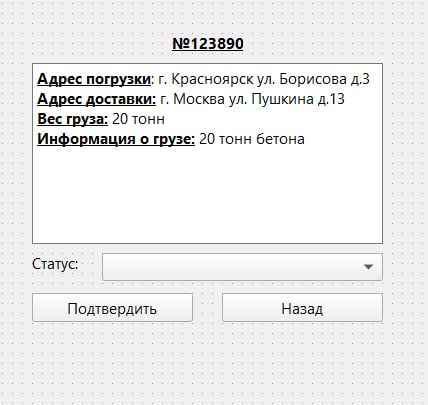 №123890
Адрес погрузки: г. Красноярск ул. Борисова д.3
Адрес доставки: г. Москва ул. Пушкина д.13
Вес груза: 20 тонн
Информация о грузе: 20 тонн бетона
Статус:
Подтвердить Назад